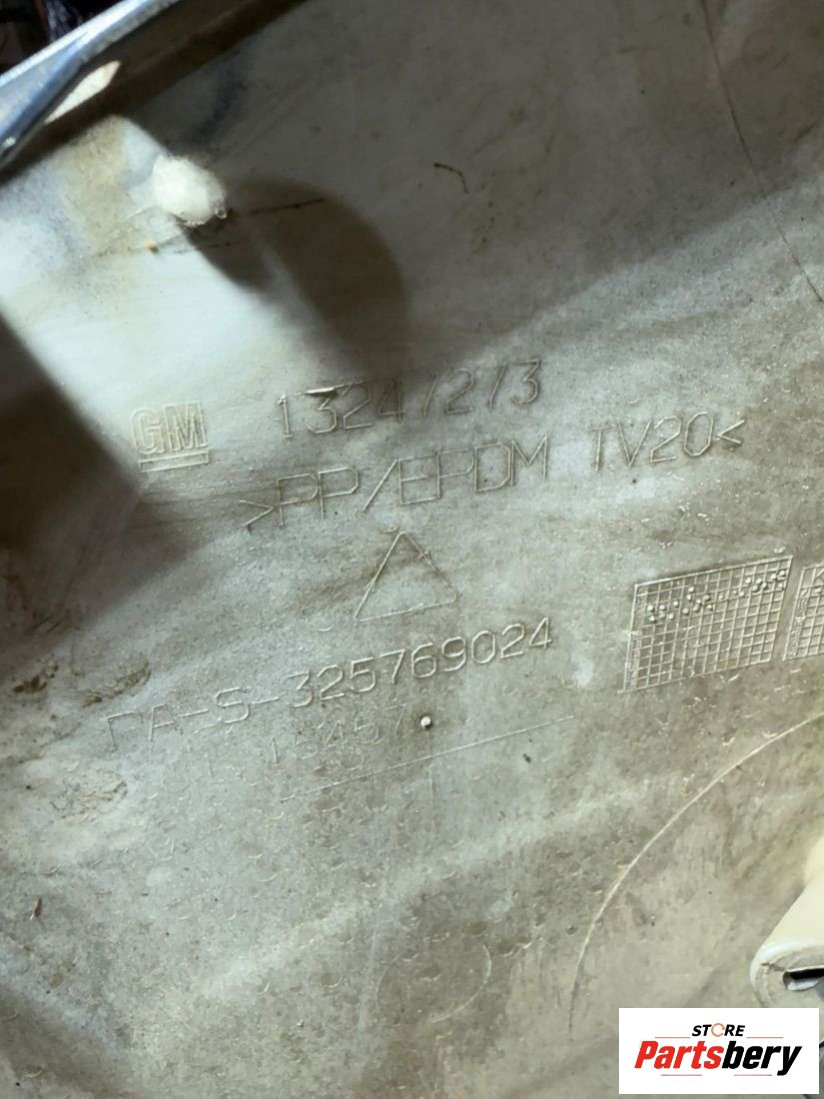 GM 13247273
>PP/EPDM TV20<
PA-S-325769024
STORE
Partsbery